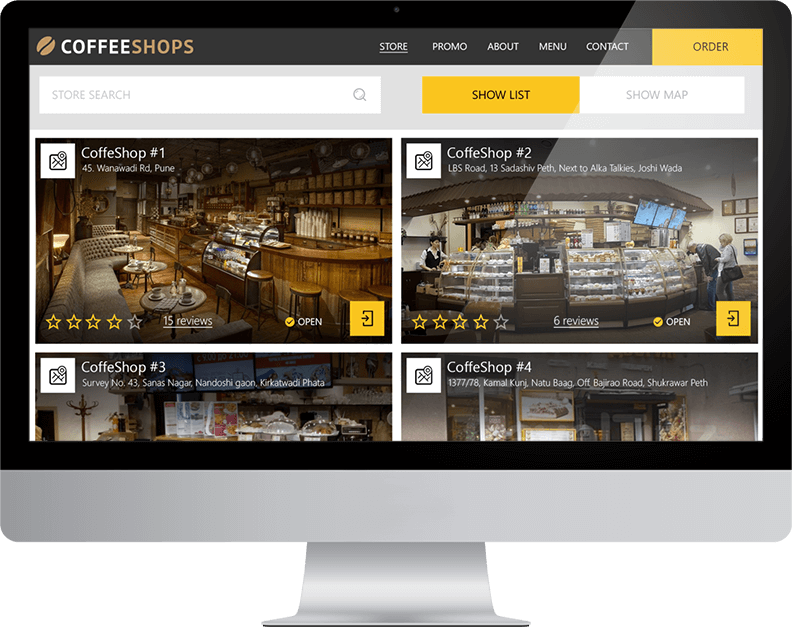 COFFEESHOPS
STORE PROMO ABOUT MENU CONTACT ORDER
STORE SEARCH
SHOW LIST SHOW MAP
CoffeShop #1
45. Wanawadi Rd, Pune
15 reviews
OPEN
CoffeShop #2
LBS Road, 13 Sadashiv Peth, Next to Alka Talkies, Joshi Wada
6 reviews
OPEN
CoffeShop #3
Survey No. 43, Sanas Nagar, Nandoshi gaon, Kirkatwadi Phata
CoffeShop #4
1377/78, Kamal Kunj, Natu Baag, Off. Bajirao Road, Shukrawar Peth